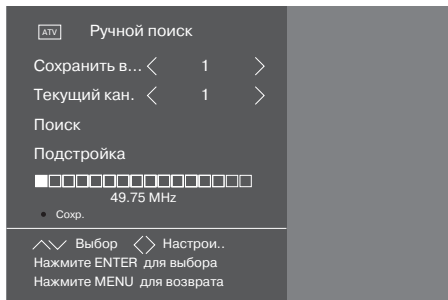 ATV Ручной поиск
Сохранить в... 1
Текущий кан. 1
Поиск
Подстройка
49.75 MHz
Сохр.
Выбор Настрои..
Нажмите ENTER для выбора
Нажмите MENU для возврата